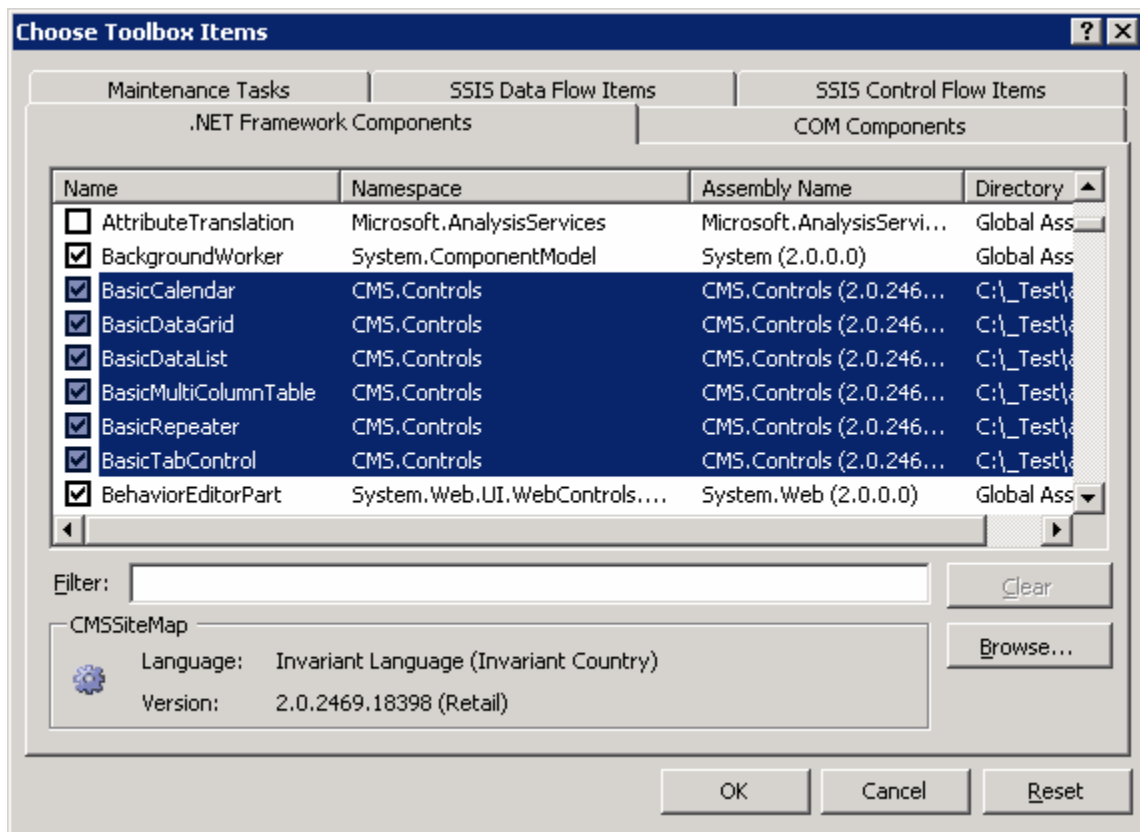 Choose Toolbox Items
Maintenance Tasks SSIS Data Flow Items SSIS Control Flow Items
.NET Framework Components COM Components
Name Namespace Assembly Name Directory
AttributeTranslation Microsoft.AnalysisServices Microsoft.AnalysisServi... Global Ass
BackgroundWorker System.ComponentModel System (2.0.0.0) Global Ass
BasicCalendar CMS.Controls CMS.Controls (2.0.246... C:\_Test\a
BasicDataGrid CMS.Controls CMS.Controls (2.0.246... C:\_Test\a
BasicDataList CMS.Controls CMS.Controls (2.0.246... C:\_Test\a
BasicMultiColumnTable CMS.Controls CMS.Controls (2.0.246... C:\_Test\a
BasicRepeater CMS.Controls CMS.Controls (2.0.246... C:\_Test\a
BasicTabControl CMS.Controls CMS.Controls (2.0.246... C:\_Test\a
BehaviorEditorPart System.Web.UI.WebControls.... System.Web (2.0.0.0) Global Ass
Filter: Clear
CMSSiteMap
Browse...
Language: Invariant Language (Invariant Country)
Version: 2.0.2469.18398 (Retail)
OK Cancel Reset